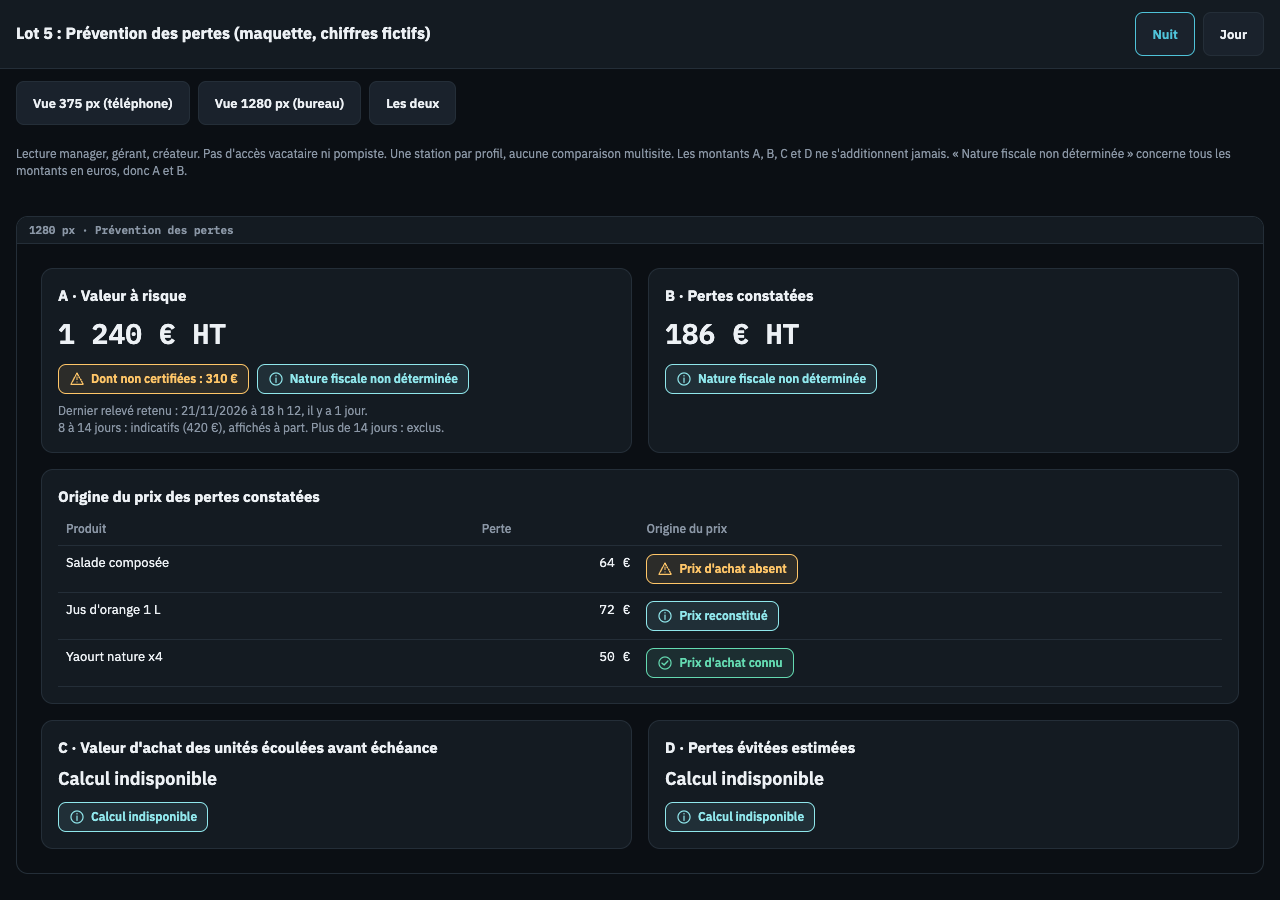 Lot 5 : Prévention des pertes (maquette, chiffres fictifs)
Nuit
Jour
Vue 375 px (téléphone)
Vue 1280 px (bureau)
Les deux
Lecture manager, gérant, créateur. Pas d'accès vacataire ni pompiste. Une station par profil, aucune comparaison multisite. Les montants A, B, C et D ne s'additionnent jamais. « Nature fiscale non déterminée » concerne tous les
montants en euros, donc A et B.
1280 px · Prévention des pertes
A · Valeur à risque
1 240 € HT
Dont non certifiées : 310 €
Nature fiscale non déterminée
Dernier relevé retenu : 21/11/2026 à 18 h 12, il y a 1 jour.
8 à 14 jours : indicatifs (420 €), affichés à part. Plus de 14 jours : exclus.
B · Pertes constatées
186 € HT
Nature fiscale non déterminée
Origine du prix des pertes constatées
Produit
Perte
Origine du prix
Salade composée
64 €
Prix d'achat absent
Jus d'orange 1 L
72 €
Prix reconstitué
Yaourt nature x4
50 €
Prix d'achat connu
C · Valeur d'achat des unités écoulées avant échéance
Calcul indisponible
Calcul indisponible
D · Pertes évitées estimées
Calcul indisponible
Calcul indisponible